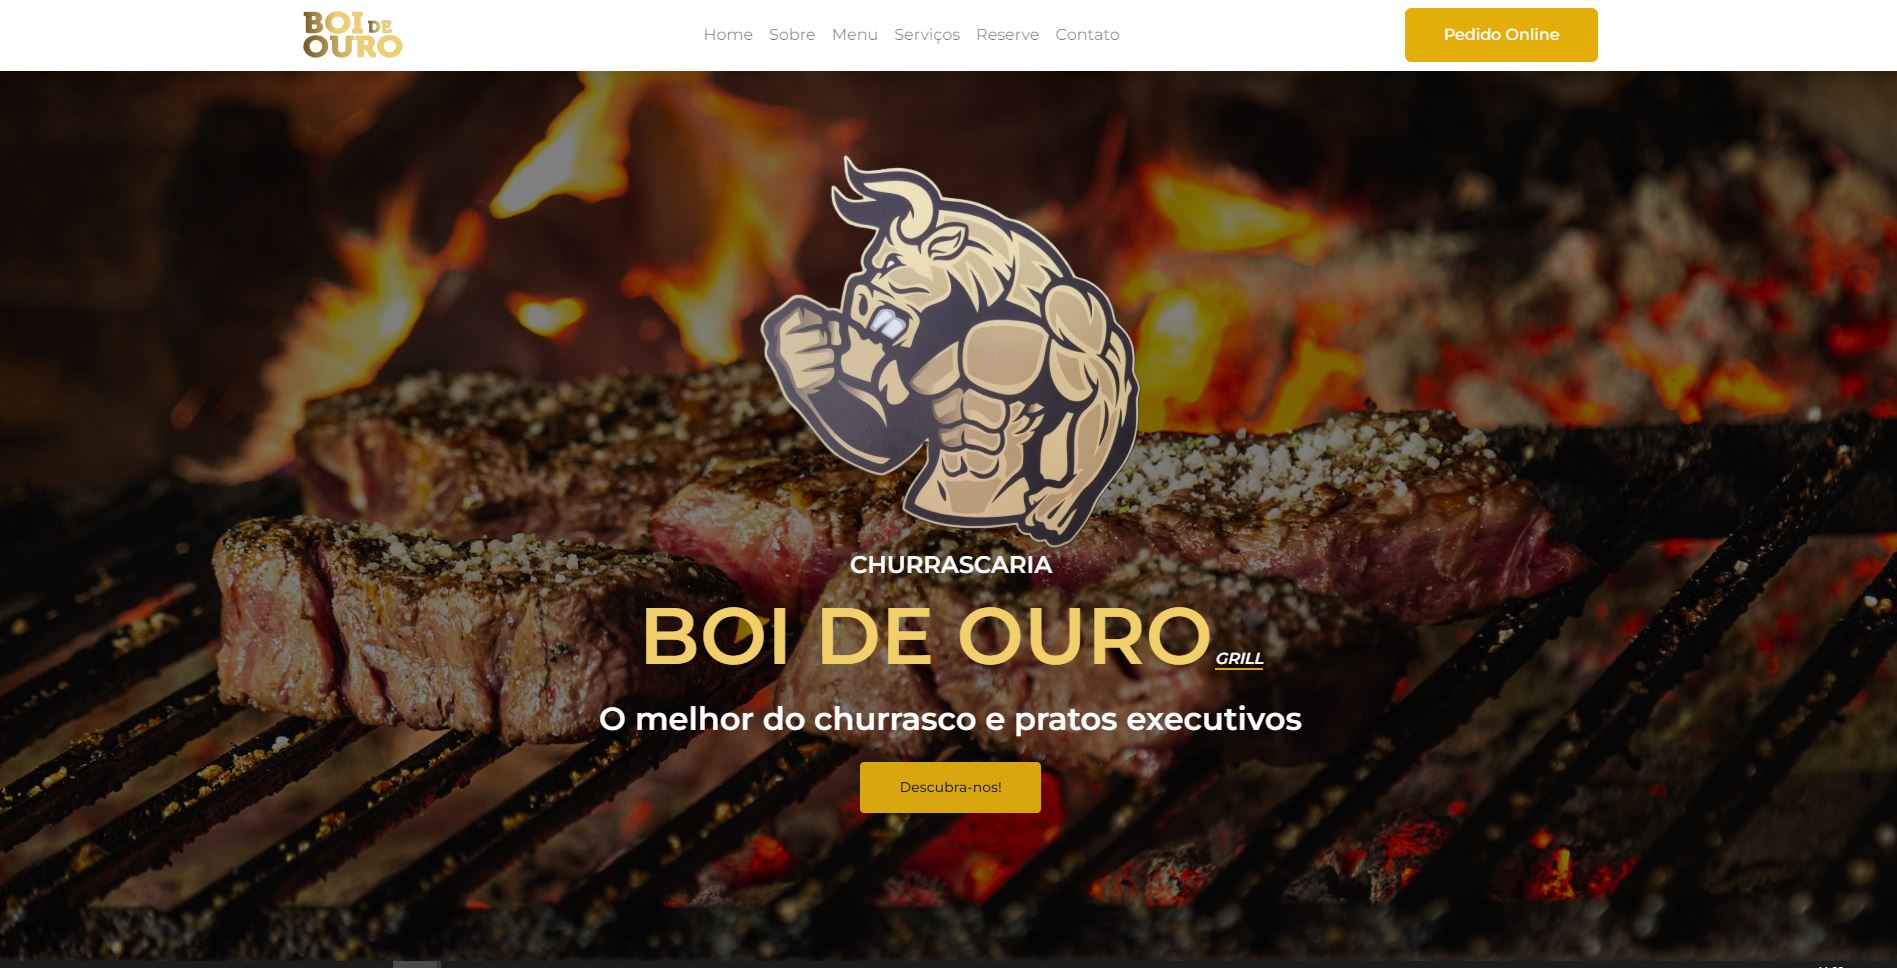 BOI DE
OURO
Home Sobre Menu Serviços Reserve Contato
Pedido Online
CHURRASCARIA
BOI DE OURO GRILL
O melhor do churrasco e pratos executivos
Descubra-nos!